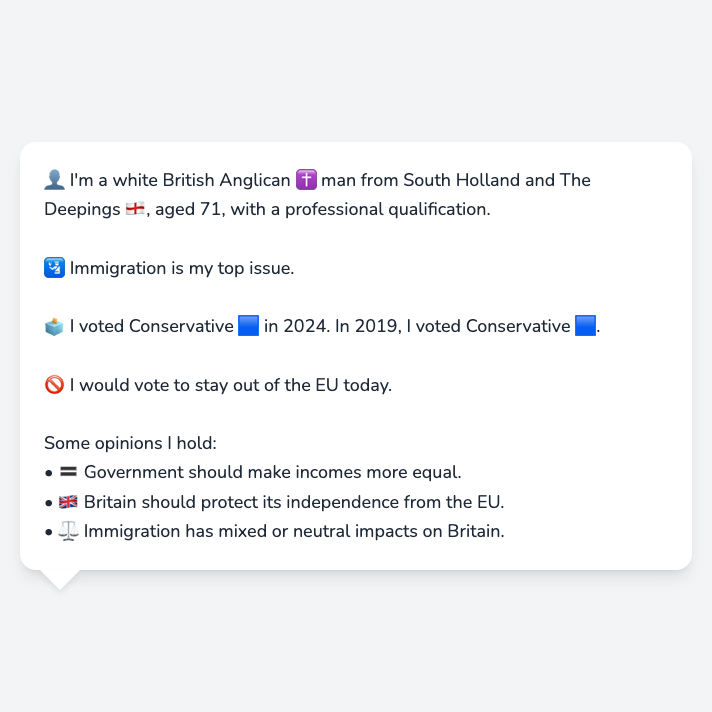 👤 I'm a white British Anglican ✝️ man from South Holland and The
Deepings 🏴󠁧󠁢󠁥󠁮󠁧󠁿, aged 71, with a professional qualification.
🛂 Immigration is my top issue.
🗳️ I voted Conservative 🟦 in 2024. In 2019, I voted Conservative 🟦.
🚫 I would vote to stay out of the EU today.
Some opinions I hold:
• 🟰 Government should make incomes more equal.
• 🇬🇧 Britain should protect its independence from the EU.
• ⚖️ Immigration has mixed or neutral impacts on Britain.